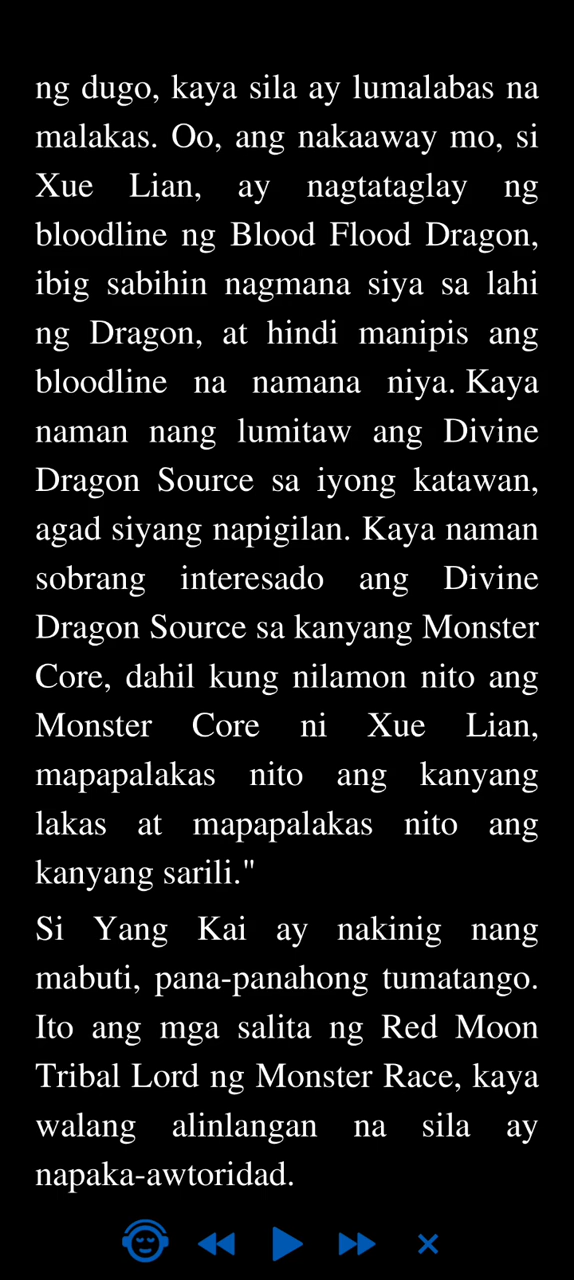 ng dugo, kaya sila ay lumalabas na
malakas. Oo, ang nakaaway mo, si
Xue Lian, ay nagtataglay ng
bloodline ng Blood Flood Dragon,
ibig sabihin nagmana siya sa lahi
ng Dragon, at hindi manipis ang
bloodline na namana niya. Kaya
naman nang lumitaw ang Divine
Dragon Source sa iyong katawan,
agad siyang napigilan. Kaya naman
sobrang interesado ang Divine
Dragon Source sa kanyang Monster
Core, dahil kung nilamon nito ang
Monster Core ni Xue Lian,
mapapalakas nito ang kanyang
lakas at mapapalakas nito ang
kanyang sarili."
Si Yang Kai ay nakinig nang
mabuti, pana-panahong tumatango.
Ito ang mga salita ng Red Moon
Tribal Lord ng Monster Race, kaya
walang alinlangan na sila ay
napaka-awtoridad.